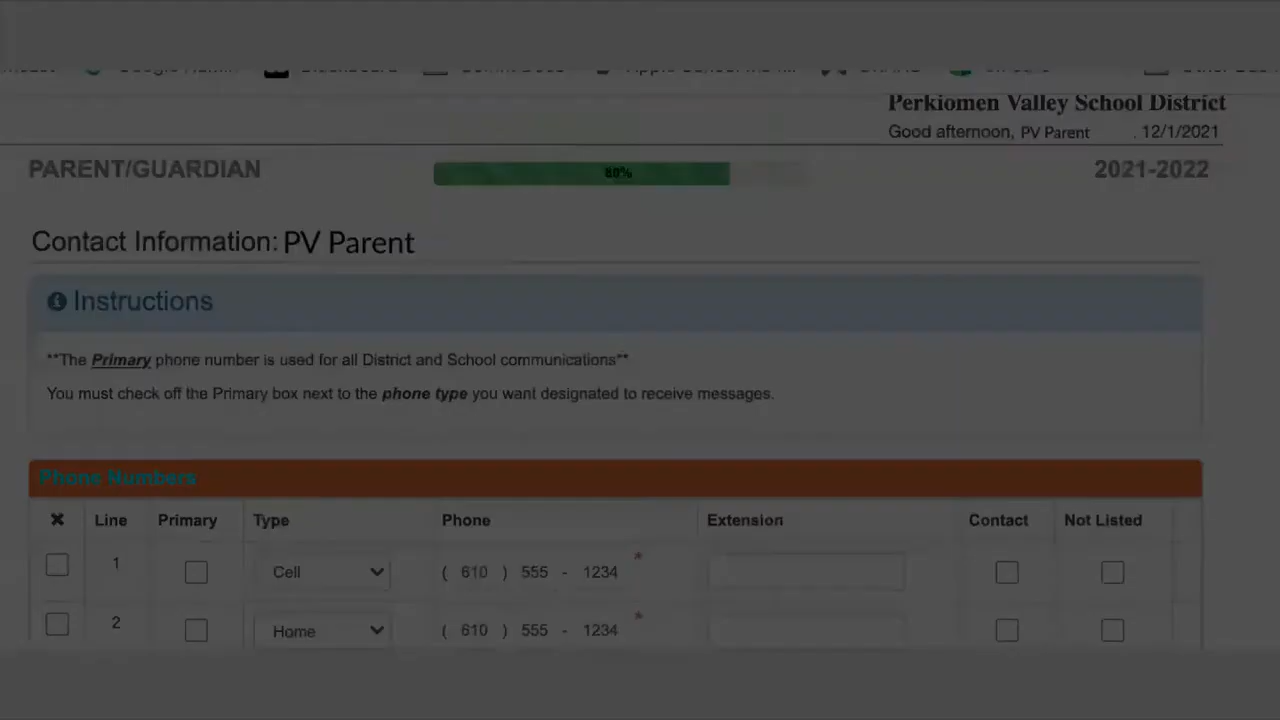 Perkiomen Valley School District
Good afternoon, PV Parent . 12/1/2021
PARENT/GUARDIAN 80% 2021-2022
Contact Information: PV Parent
Instructions
**The Primary phone number is used for all District and School communications**
You must check off the Primary box next to the phone type you want designated to receive messages.
Phone Numbers
✖ Line Primary Type Phone Extension Contact Not Listed
1 Cell ( 610 ) 555 - 1234 *
2 Home ( 610 ) 555 - 1234 *